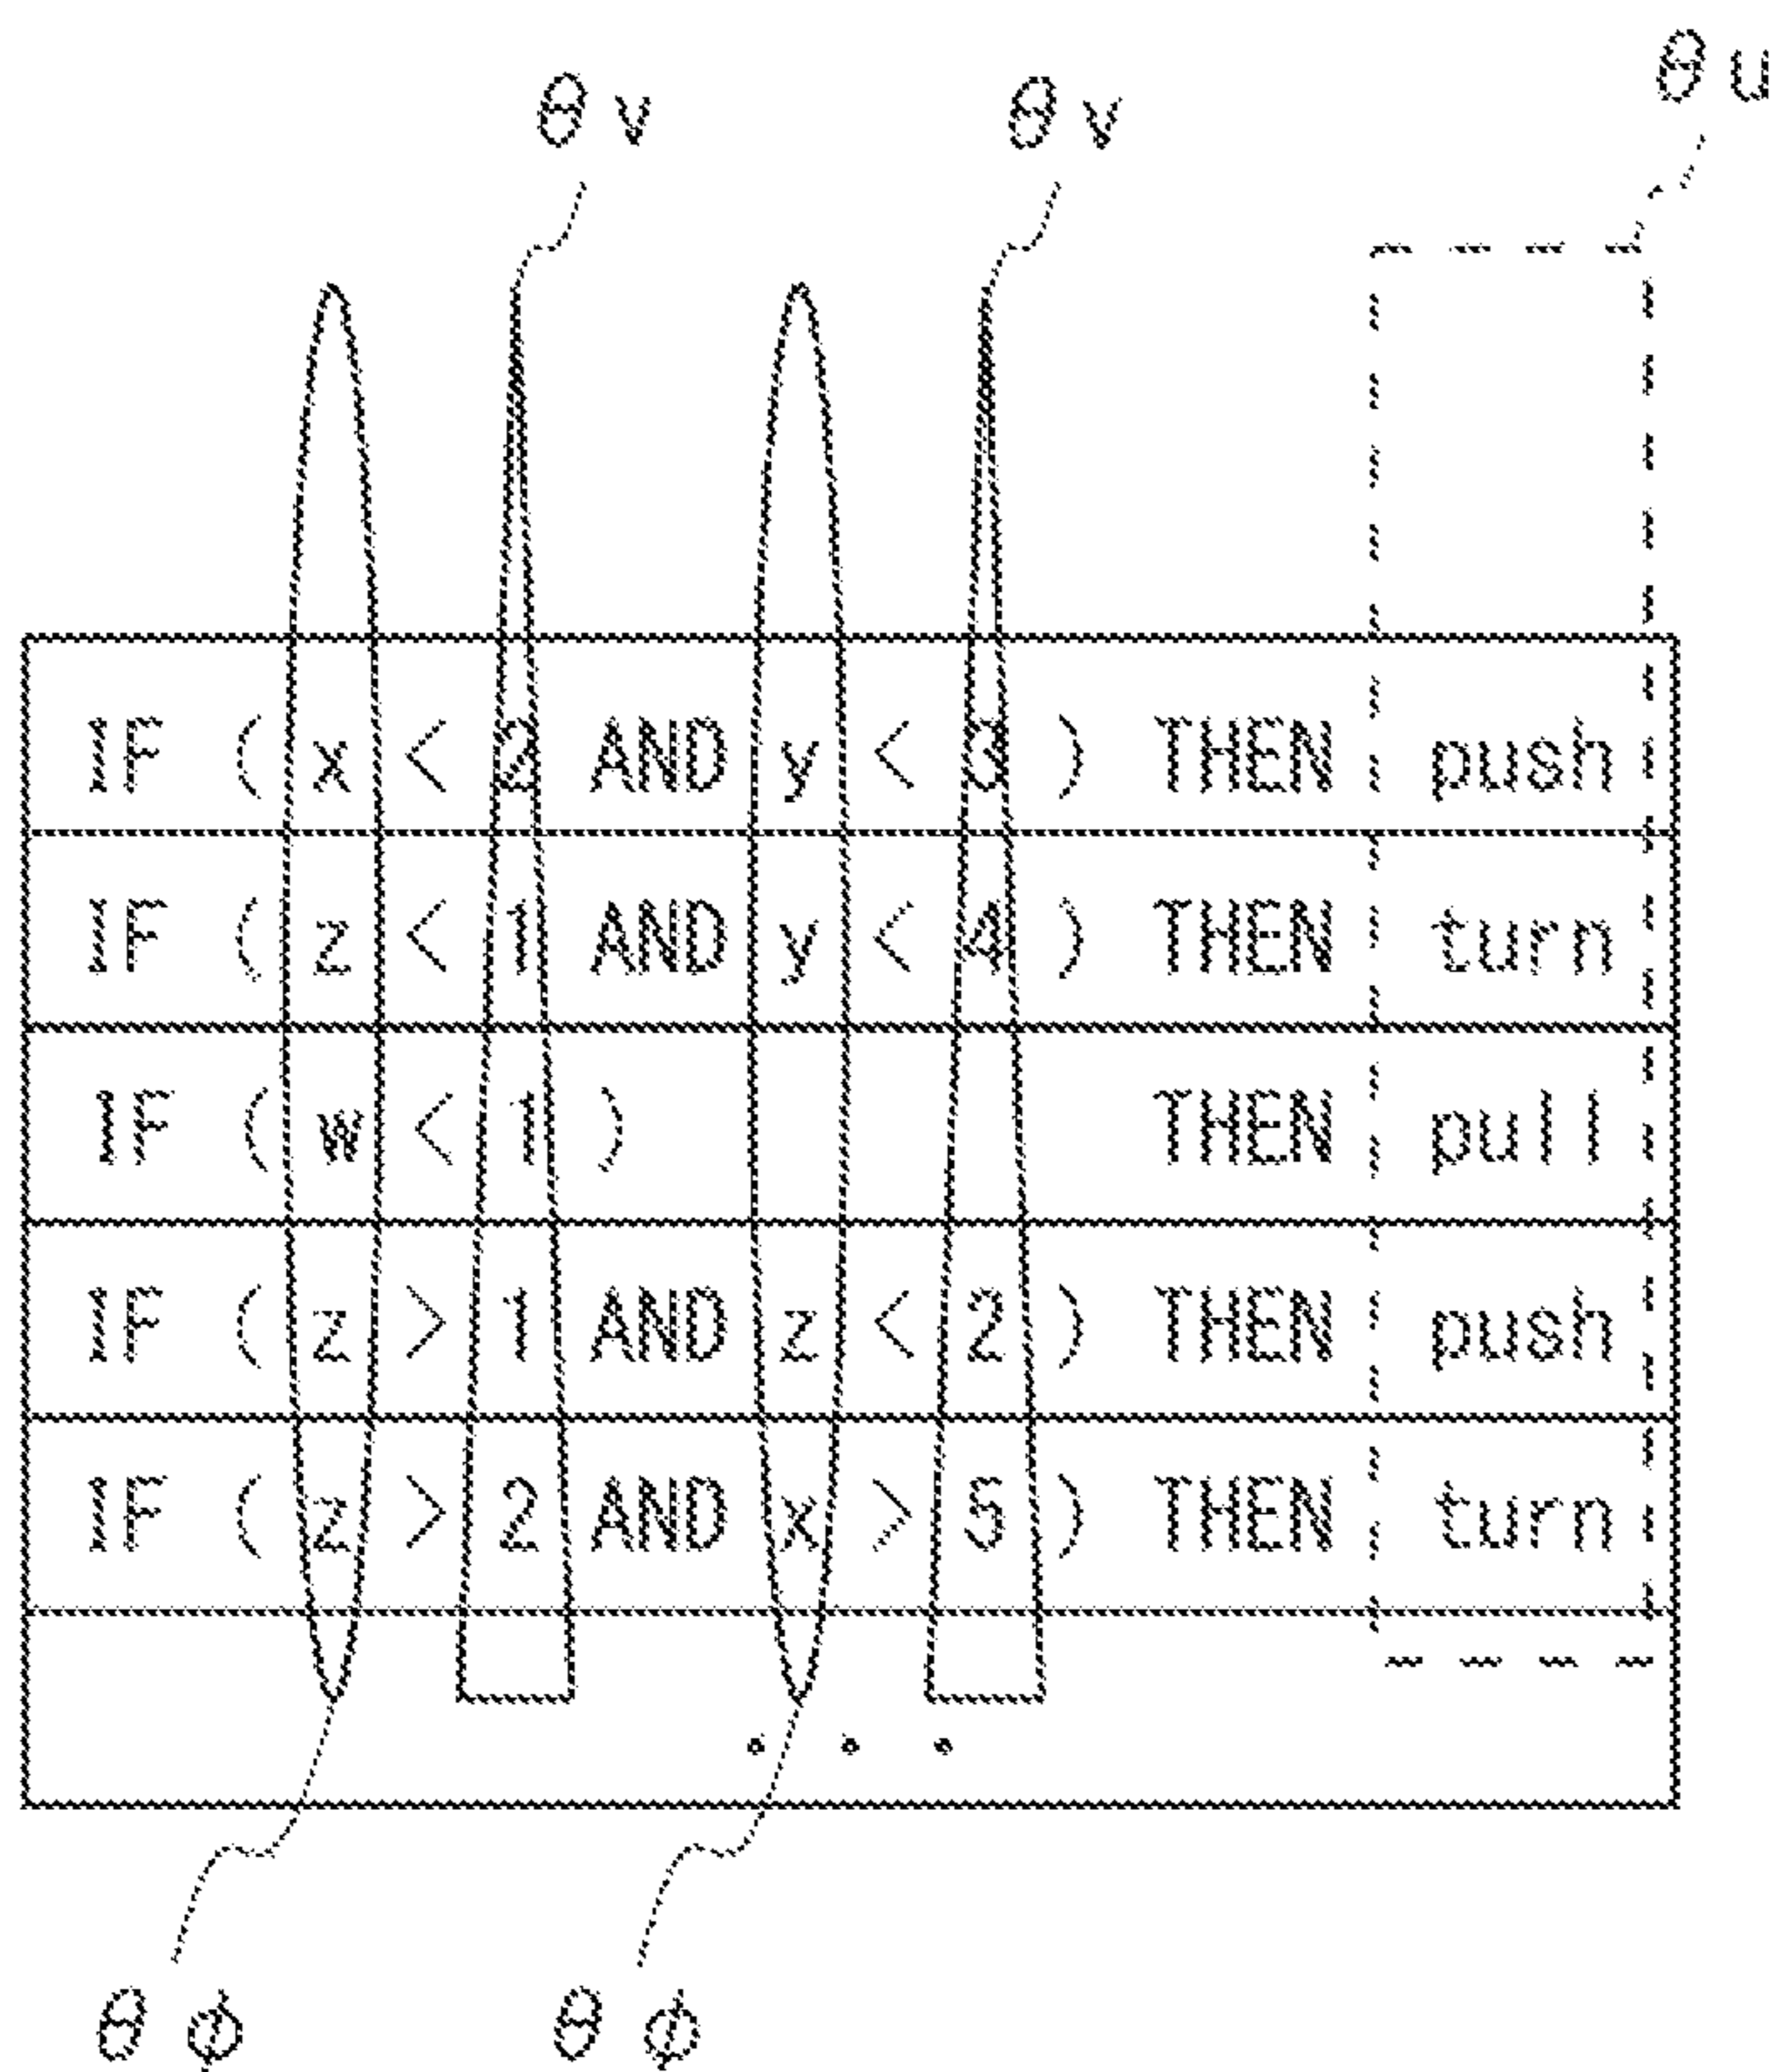 θu
θv θv
IF (x < 2 AND y < 3) THEN push
IF (z < 1 AND y < 4) THEN turn
IF (w < 1) THEN pull
IF (z > 1 AND z < 2) THEN push
IF (z > 2 AND x > 5) THEN turn
. . .
θφ θφ